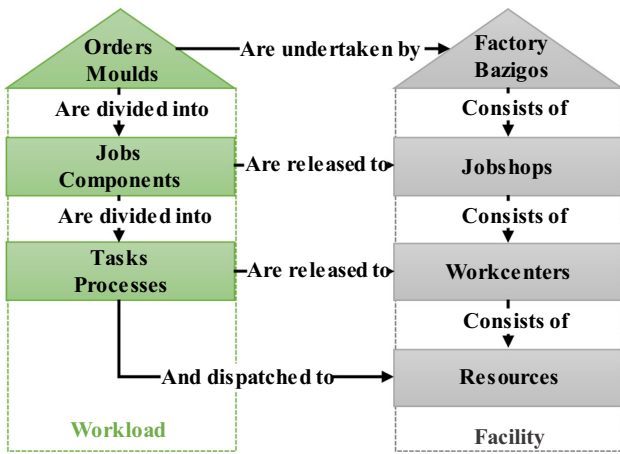 Orders
Moulds
Are undertaken by
Factory
Bazigos
Are divided into
Consists of
Jobs
Components
Are released to
Jobshops
Are divided into
Consists of
Tasks
Processes
Are released to
Workcenters
Consists of
And dispatched to
Resources
Workload
Facility